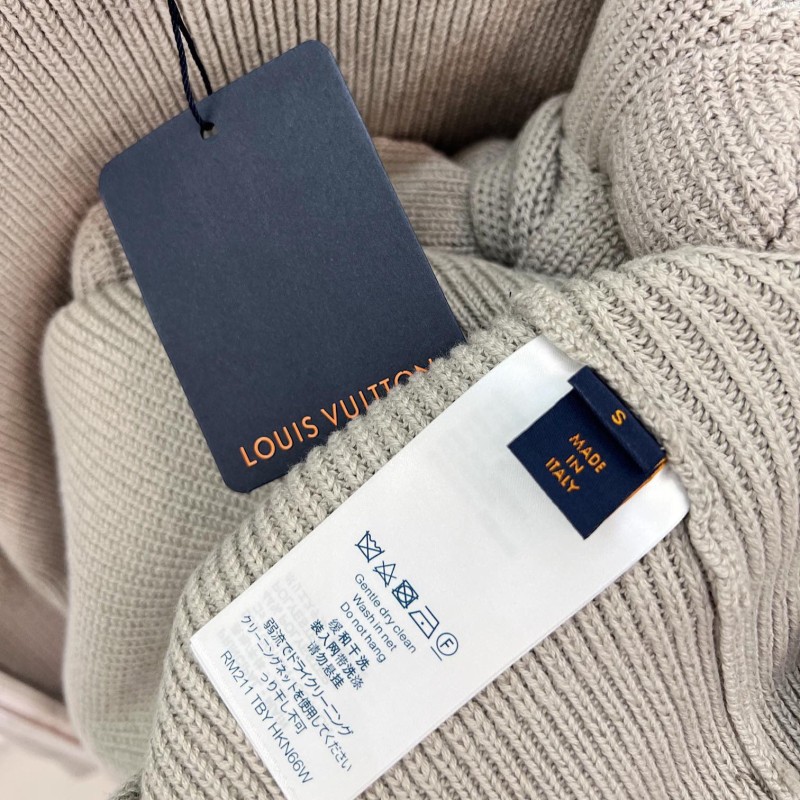 LOUIS VUITTON
S
MADE
IN
ITALY
Gentle dry clean
Wash in net
Do not hang
缓和干洗
装入网带洗涤
请勿悬挂
弱流でドライクリーニング
クリーニングネットを使用してください
つり干し不可
RM211 TBY HKN66W